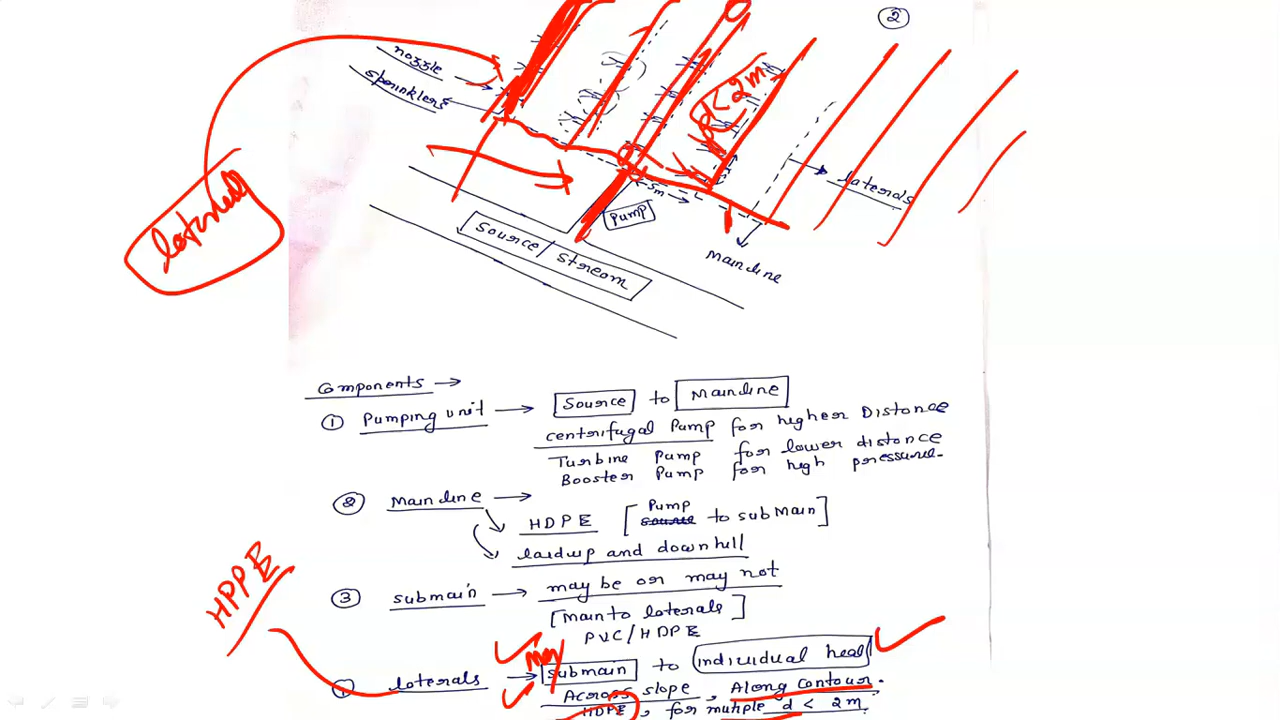 2
nozzle
sprinklers
d < 2m
laterals
5m
Pump
laterals
Source/Stream
Mainline
Components →
① Pumping unit → Source to Mainline
centrifugal Pump for higher Distance
Turbine Pump for lower distance
Booster Pump for high pressure.
② Mainline →
HDPE [Pump source to submain]
laidup and downhill
HPPE
③ submain → may be or may not
[main to laterals]
PVC/HDPE
may
laterals → submain to individual head
Across slope, Along contour.
HDPE, for multiple d < 2m